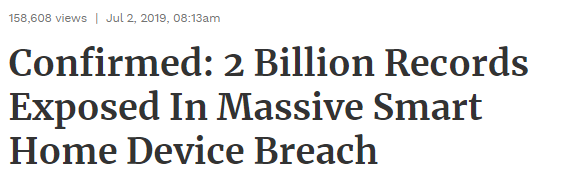 158,608 views | Jul 2, 2019, 08:13am
Confirmed: 2 Billion Records
Exposed In Massive Smart
Home Device Breach